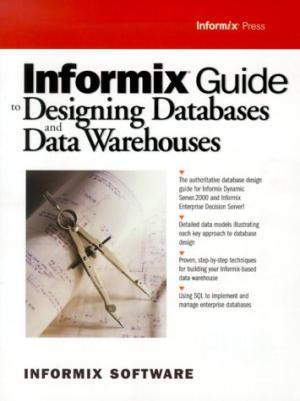 Informix Press
Informix Guide
to Designing Databases
and
Data Warehouses
The authoritative database design
guide for Informix Dynamic
Server.2000 and Informix
Enterprise Decision Server!
Detailed data models illustrating
each key approach to database
design
Proven, step-by-step techniques
for building your Informix-based
data warehouse
Using SQL to implement and
manage enterprise databases
INFORMIX SOFTWARE